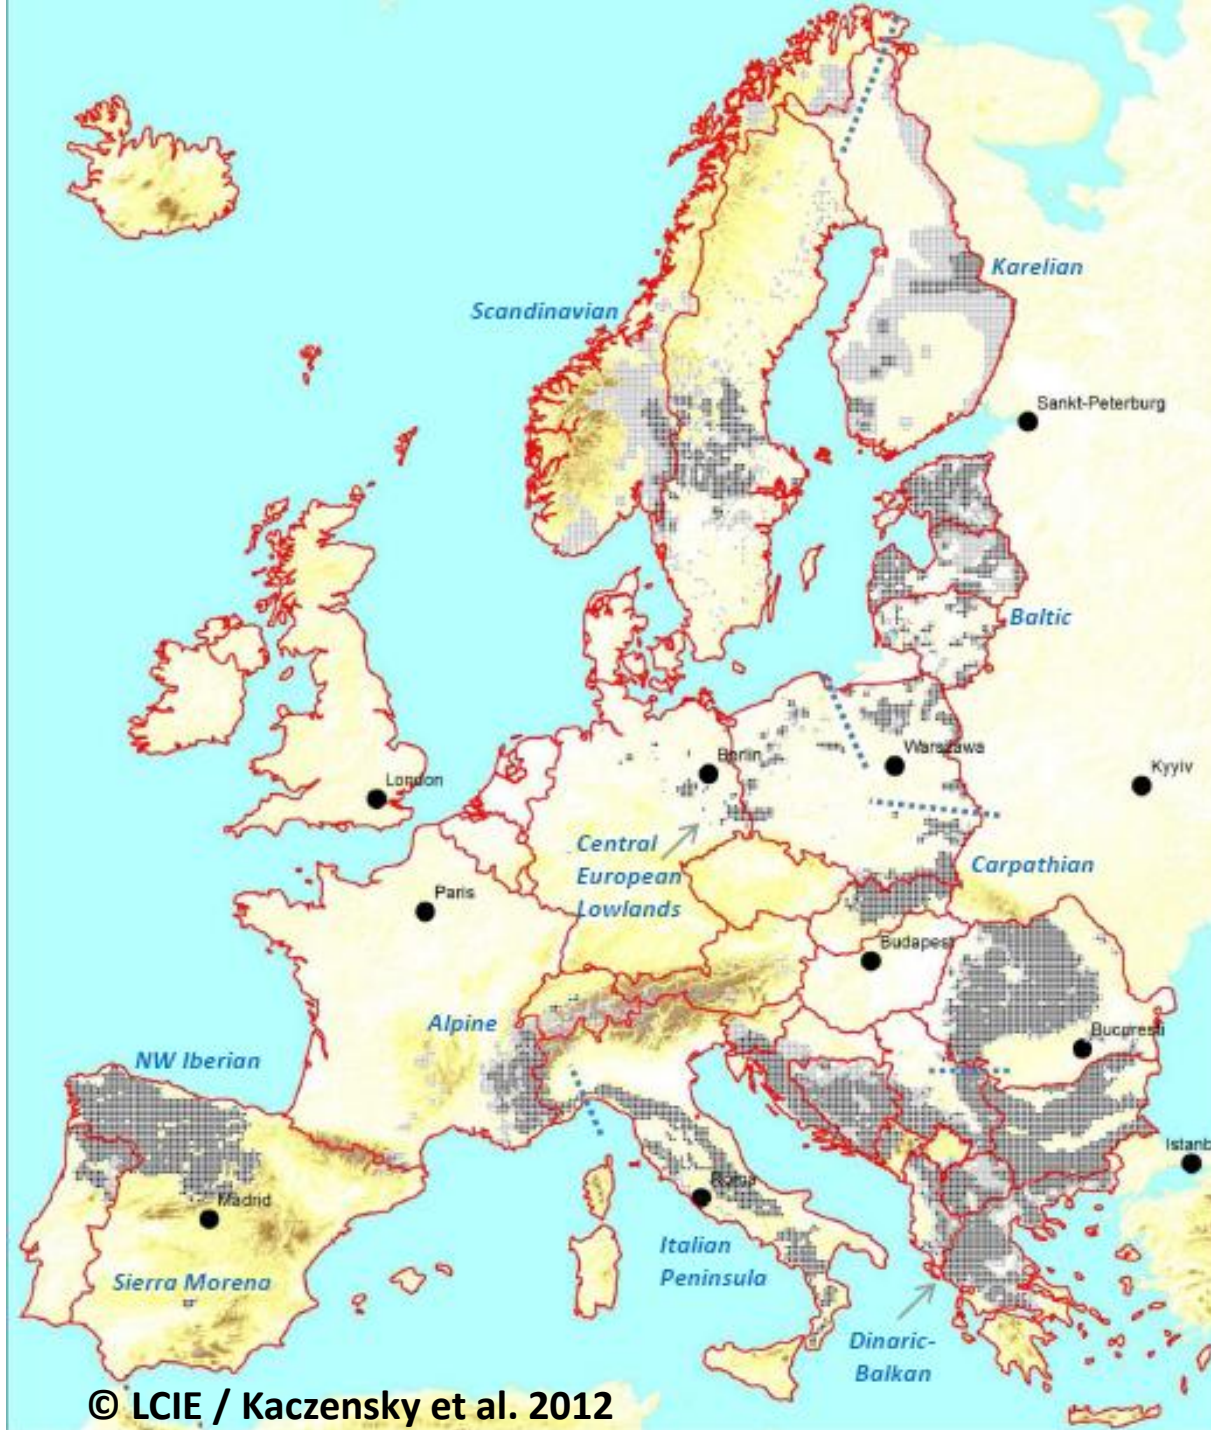 Karelian
Scandinavian
Sankt-Peterburg
Baltic
Warszawa
Berlin
Kyyiv
London
Central
European
Lowlands
Carpathian
Paris
Budapest
Alpine
Bucuresti
NW Iberian
Istanb
Roma
Madrid
Italian
Peninsula
Sierra Morena
Dinaric-
Balkan
© LCIE / Kaczensky et al. 2012